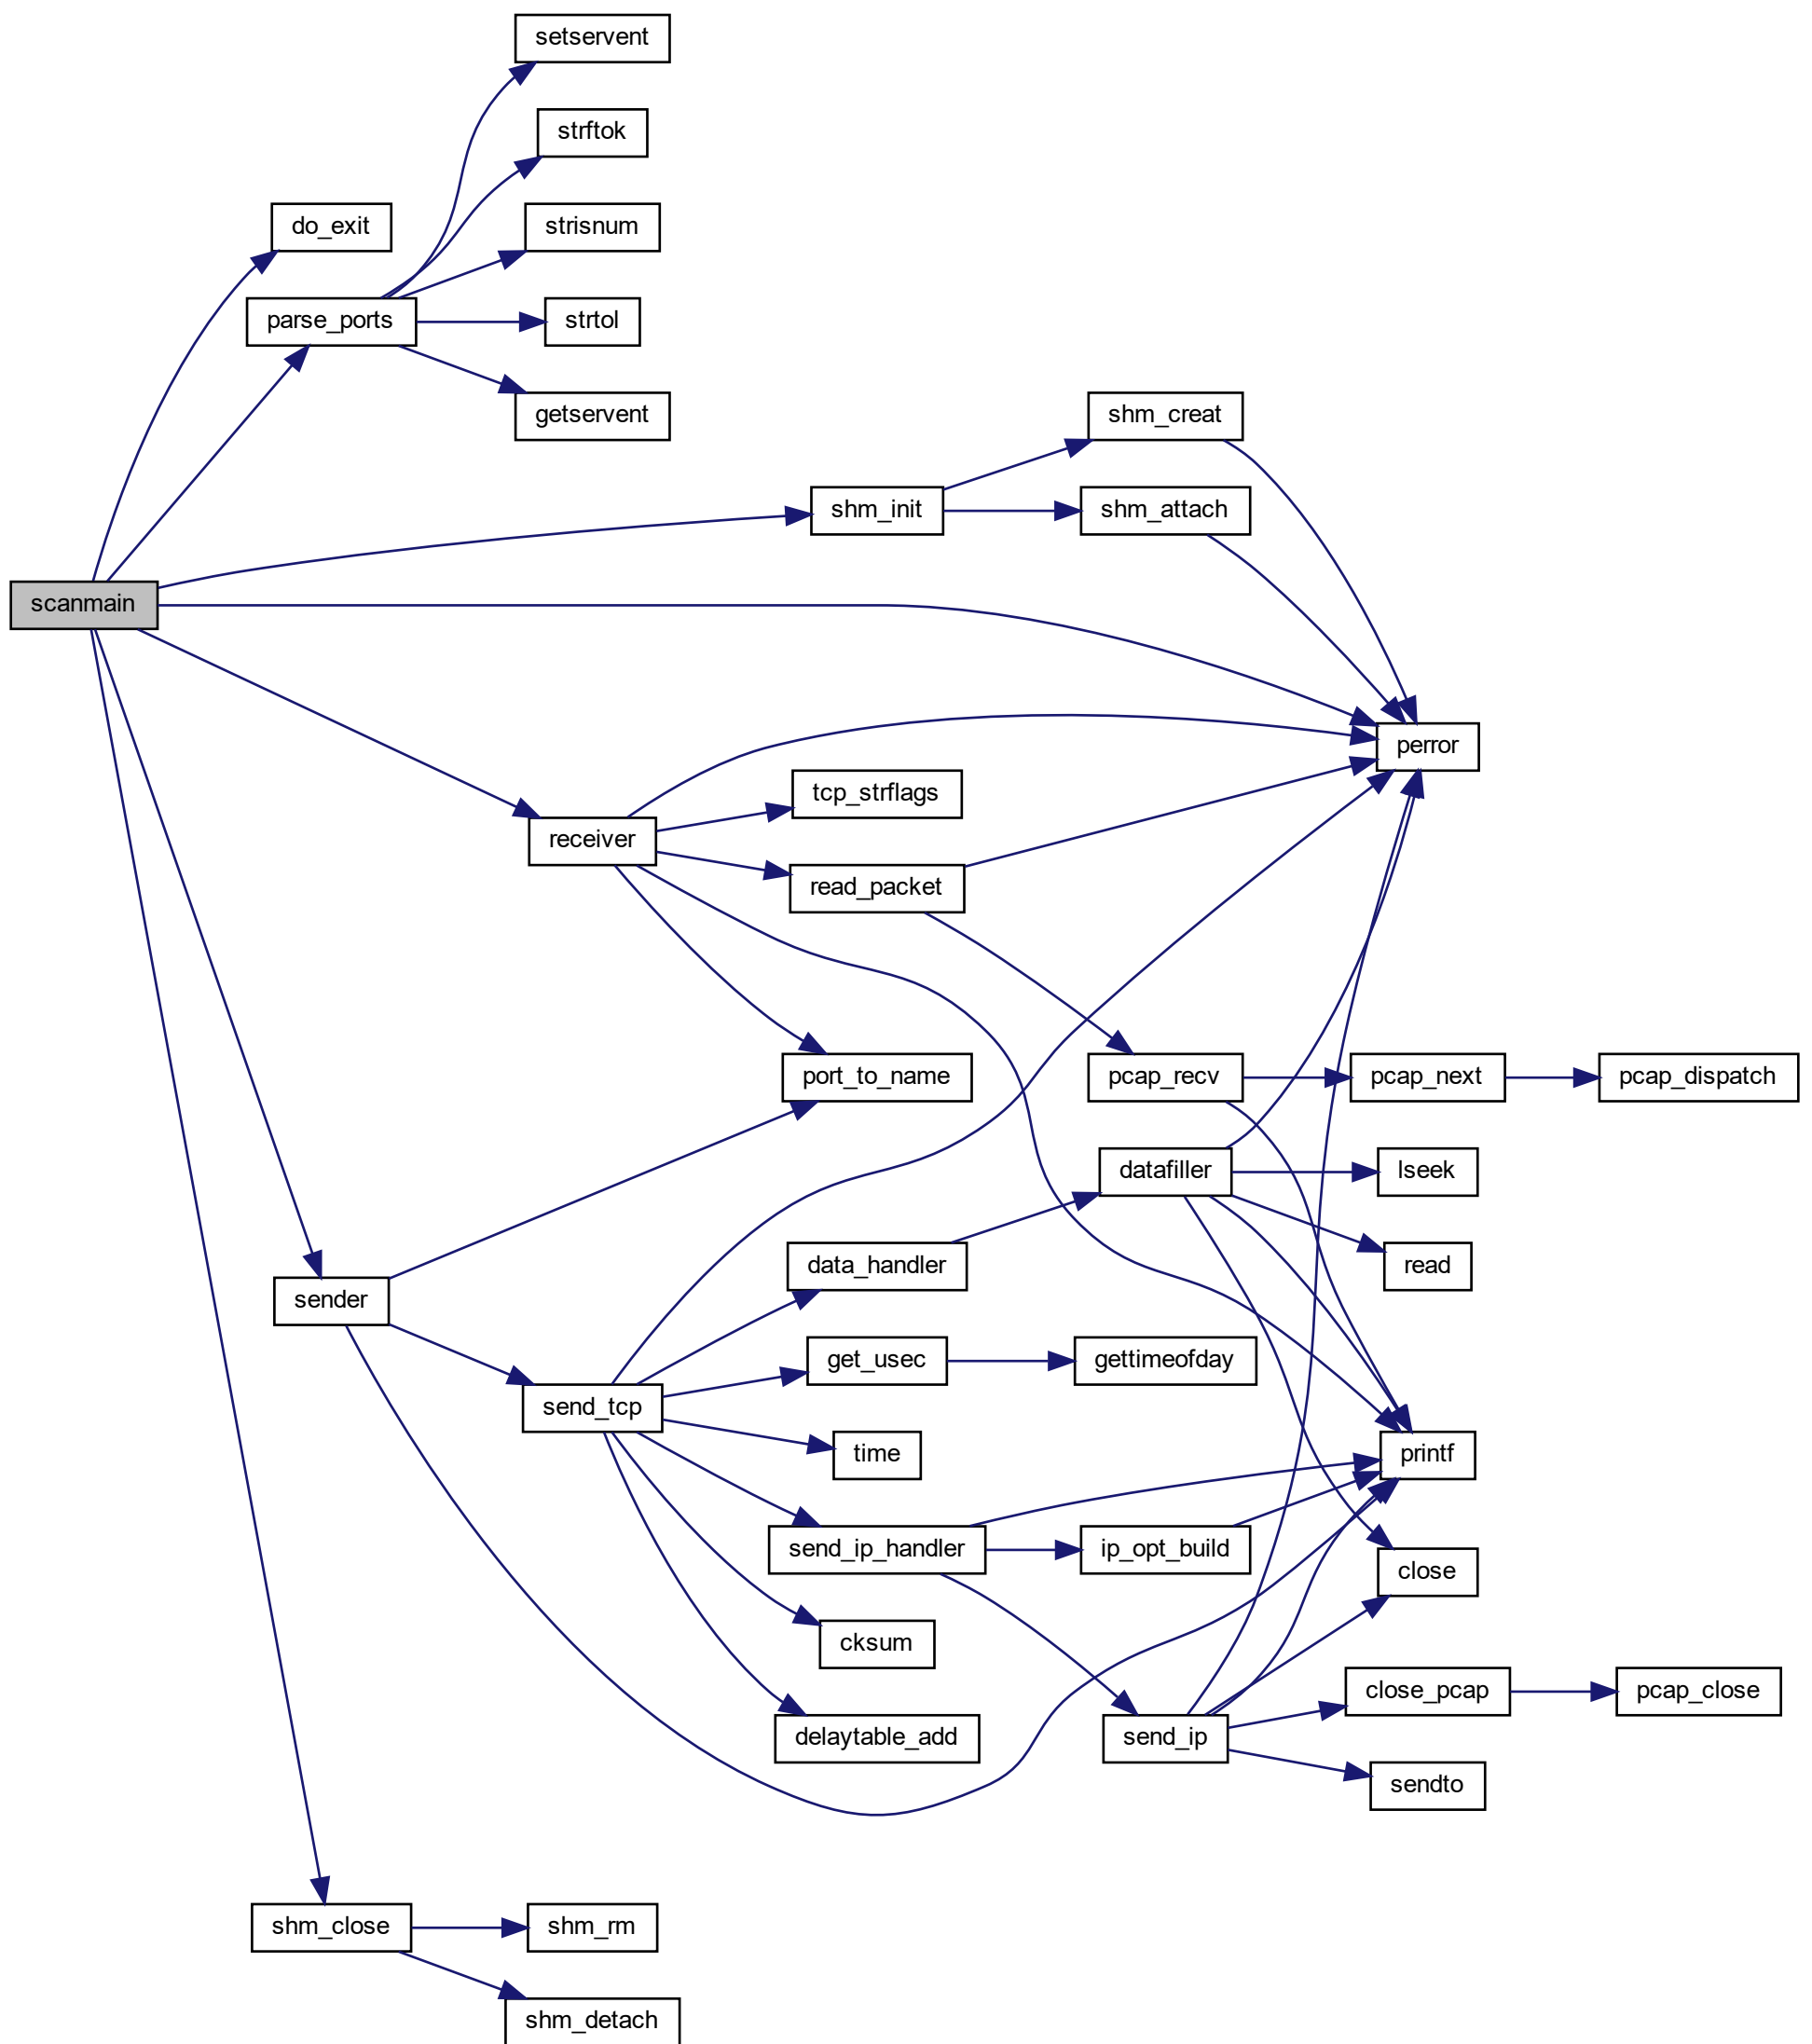 setservent
strftok
do_exit
strisnum
parse_ports
strtol
getservent
shm_creat
shm_init
shm_attach
scanmain
perror
tcp_strflags
receiver
read_packet
port_to_name
pcap_recv
pcap_next
pcap_dispatch
datafiller
lseek
data_handler
read
sender
get_usec
gettimeofday
send_tcp
time
printf
send_ip_handler
ip_opt_build
close
cksum
close_pcap
pcap_close
delaytable_add
send_ip
sendto
shm_close
shm_rm
shm_detach